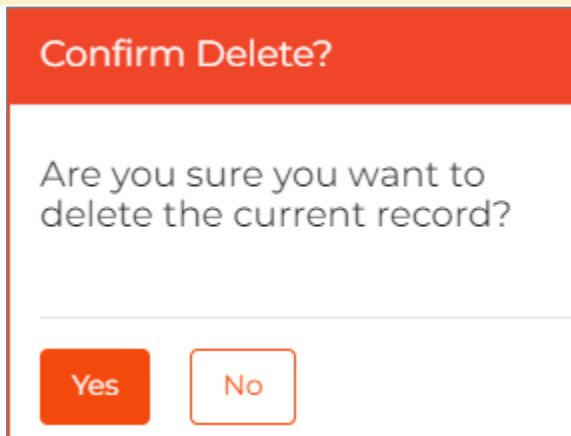 Confirm Delete?
Are you sure you want to
delete the current record?
Yes
No